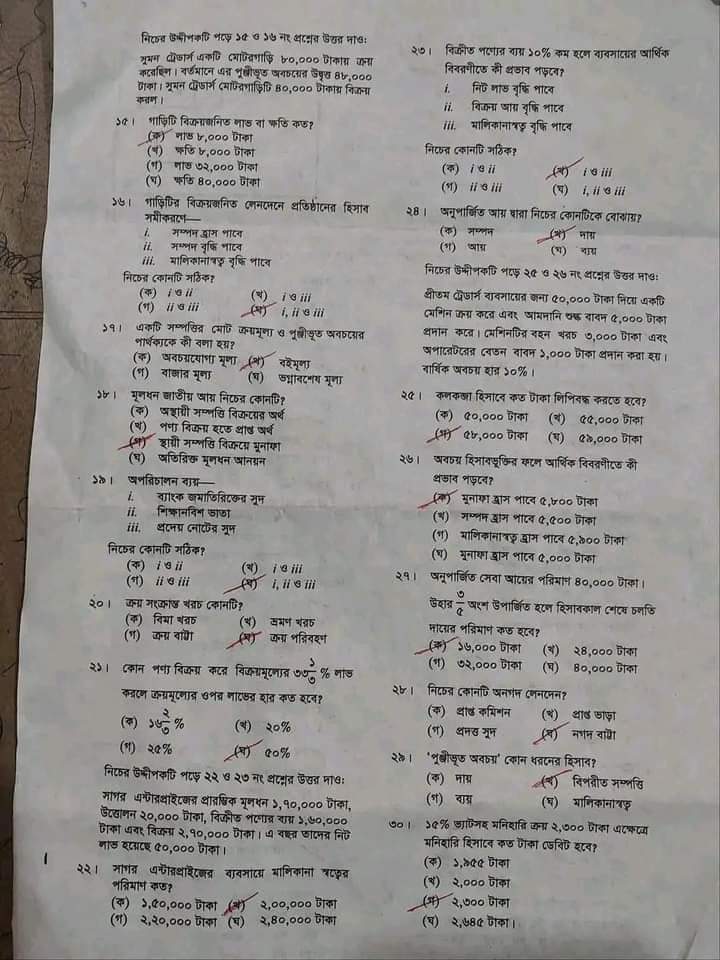 নিচের উদ্দীপকটি পড়ে ১৫ ও ১৬ নং প্রশ্নের উত্তর দাও:
সুমন ট্রেডার্স একটি মোটরগাড়ি ৮০,০০০ টাকায় ক্রয়
করেছিল। বর্তমানে এর পুঞ্জীভূত অবচয়ের উদ্বৃত্ত ৪৮,০০০
টাকা। সুমন ট্রেডার্স মোটরগাড়িটি ৪০,০০০ টাকায় বিক্রয়
করল।
১৫। গাড়িটি বিক্রয়জনিত লাভ বা ক্ষতি কত?
(ক) লাভ ৮,০০০ টাকা
(খ) ক্ষতি ৮,০০০ টাকা
(গ) লাভ ৩২,০০০ টাকা
(ঘ) ক্ষতি ৪০,০০০ টাকা
১৬। গাড়িটির বিক্রয়জনিত লেনদেনে প্রতিষ্ঠানের হিসাব
সমীকরণে—
i. সম্পদ হ্রাস পাবে
ii. সম্পদ বৃদ্ধি পাবে
iii. মালিকানাস্বত্ব বৃদ্ধি পাবে
নিচের কোনটি সঠিক?
(ক) i ও ii (খ) i ও iii
(গ) ii ও iii (ঘ) i, ii ও iii
১৭। একটি সম্পত্তির মোট ক্রয়মূল্য ও পুঞ্জীভূত অবচয়ের
পার্থক্যকে কী বলা হয়?
(ক) অবচয়যোগ্য মূল্য (খ) বইমূল্য
(গ) বাজার মূল্য (ঘ) ভগ্নাবশেষ মূল্য
১৮। মূলধন জাতীয় আয় নিচের কোনটি?
(ক) অস্থায়ী সম্পত্তি বিক্রয়ের অর্থ
(খ) পণ্য বিক্রয় হতে প্রাপ্ত অর্থ
(গ) স্থায়ী সম্পত্তি বিক্রয়ে মুনাফা
(ঘ) অতিরিক্ত মূলধন আনয়ন
১৯। অপরিচালন ব্যয়—
i. ব্যাংক জমাতিরিক্তের সুদ
ii. শিক্ষানবিশ ভাতা
iii. প্রদেয় নোটের সুদ
নিচের কোনটি সঠিক?
(ক) i ও ii (খ) i ও iii
(গ) ii ও iii (ঘ) i, ii ও iii
২০। ক্রয় সংক্রান্ত খরচ কোনটি?
(ক) বিমা খরচ (খ) ভ্রমণ খরচ
(গ) ক্রয় বাট্টা (ঘ) ক্রয় পরিবহণ
২১। কোন পণ্য বিক্রয় করে বিক্রয়মূল্যের ৩৩ ১/৩ % লাভ
করলে ক্রয়মূল্যের ওপর লাভের হার কত হবে?
(ক) ১৬ ২/৩ % (খ) ২০%
(গ) ২৫% (ঘ) ৫০%
নিচের উদ্দীপকটি পড়ে ২২ ও ২৩ নং প্রশ্নের উত্তর দাও:
সাগর এন্টারপ্রাইজের প্রারম্ভিক মূলধন ১,৭০,০০০ টাকা,
উত্তোলন ২০,০০০ টাকা, বিক্রীত পণ্যের ব্যয় ১,৬০,০০০
টাকা এবং বিক্রয় ২,৭০,০০০ টাকা। এ বছর তাদের নিট
লাভ হয়েছে ৫০,০০০ টাকা।
২২। সাগর এন্টারপ্রাইজের ব্যবসায়ে মালিকানা স্বত্বের
পরিমাণ কত?
(ক) ১,৫০,০০০ টাকা (খ) ২,০০,০০০ টাকা
(গ) ২,২০,০০০ টাকা (ঘ) ২,৪০,০০০ টাকা
২৩। বিক্রীত পণ্যের ব্যয় ১০% কম হলে ব্যবসায়ের আর্থিক
বিবরণীতে কী প্রভাব পড়বে?
i. নিট লাভ বৃদ্ধি পাবে
ii. বিক্রয় আয় বৃদ্ধি পাবে
iii. মালিকানাস্বত্ব বৃদ্ধি পাবে
নিচের কোনটি সঠিক?
(ক) i ও ii (খ) i ও iii
(গ) ii ও iii (ঘ) i, ii ও iii
২৪। অনুপার্জিত আয় দ্বারা নিচের কোনটিকে বোঝায়?
(ক) সম্পদ (খ) দায়
(গ) আয় (ঘ) ব্যয়
নিচের উদ্দীপকটি পড়ে ২৫ ও ২৬ নং প্রশ্নের উত্তর দাও:
প্রীতম ট্রেডার্স ব্যবসায়ের জন্য ৫০,০০০ টাকা দিয়ে একটি
মেশিন ক্রয় করে এবং আমদানি শুল্ক বাবদ ৫,০০০ টাকা
প্রদান করে। মেশিনটির বহন খরচ ৩,০০০ টাকা এবং
অপারেটরের বেতন বাবদ ১,০০০ টাকা প্রদান করা হয়।
বার্ষিক অবচয় হার ১০%।
২৫। কলকব্জা হিসাবে কত টাকা লিপিবদ্ধ করতে হবে?
(ক) ৫০,০০০ টাকা (খ) ৫৫,০০০ টাকা
(গ) ৫৮,০০০ টাকা (ঘ) ৫৯,০০০ টাকা
২৬। অবচয় হিসাবভুক্তির ফলে আর্থিক বিবরণীতে কী
প্রভাব পড়বে?
(ক) মুনাফা হ্রাস পাবে ৫,৮০০ টাকা
(খ) সম্পদ হ্রাস পাবে ৫,৫০০ টাকা
(গ) মালিকানাস্বত্ব হ্রাস পাবে ৫,৯০০ টাকা
(ঘ) মুনাফা হ্রাস পাবে ৫,০০০ টাকা
২৭। অনুপার্জিত সেবা আয়ের পরিমাণ ৪০,০০০ টাকা।
উহার ৩/৫ অংশ উপার্জিত হলে হিসাবকাল শেষে চলতি
দায়ের পরিমাণ কত হবে?
(ক) ১৬,০০০ টাকা (খ) ২৪,০০০ টাকা
(গ) ৩২,০০০ টাকা (ঘ) ৪০,০০০ টাকা
২৮। নিচের কোনটি অনগদ লেনদেন?
(ক) প্রাপ্ত কমিশন (খ) প্রাপ্ত ভাড়া
(গ) প্রদত্ত সুদ (ঘ) নগদ বাট্টা
২৯। ‘পুঞ্জীভূত অবচয়’ কোন ধরনের হিসাব?
(ক) দায় (খ) বিপরীত সম্পত্তি
(গ) ব্যয় (ঘ) মালিকানাস্বত্ব
৩০। ১৫% ভ্যাটসহ মনিহারি ক্রয় ২,৩০০ টাকা এক্ষেত্রে
মনিহারি হিসাবে কত টাকা ডেবিট হবে?
(ক) ১,৯৫৫ টাকা
(খ) ২,০০০ টাকা
(গ) ২,৩০০ টাকা
(ঘ) ২,৬৪৫ টাকা।